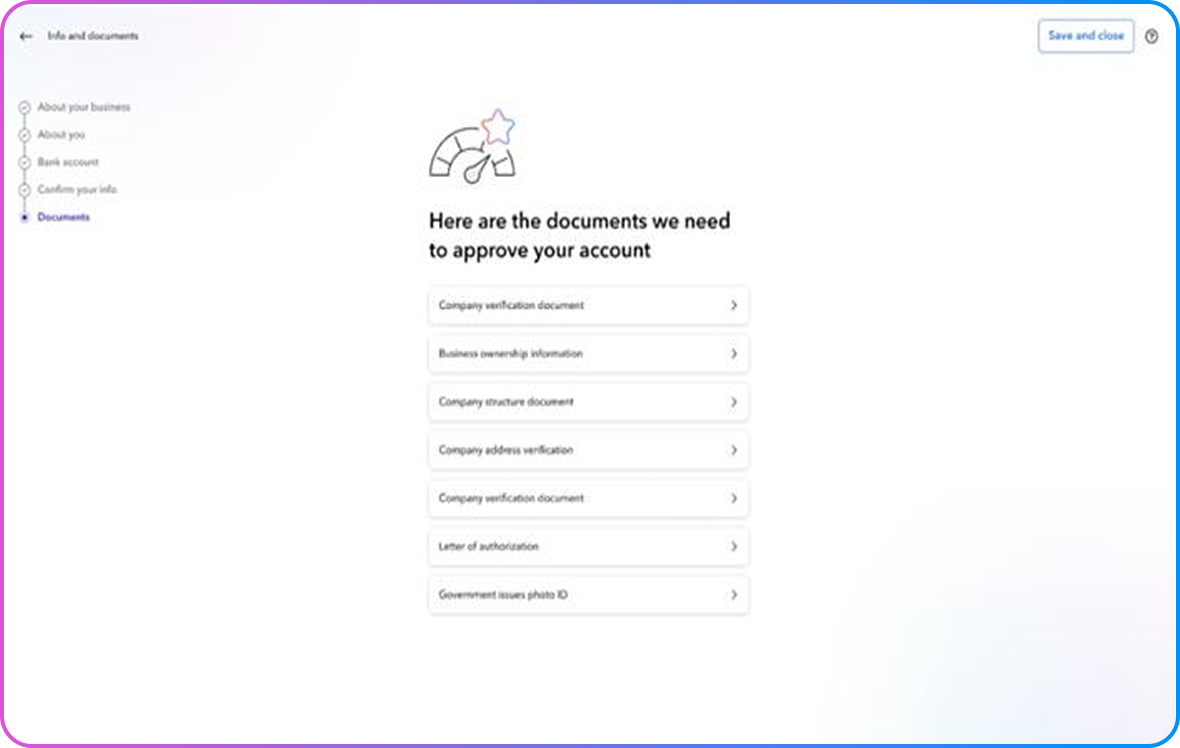 Info and documents
Save and close
About your business
About you
Bank account
Confirm your info
Documents
Here are the documents we need
to approve your account
Company verification document
Business ownership information
Company structure document
Company address verification
Company verification document
Letter of authorization
Government issues photo ID